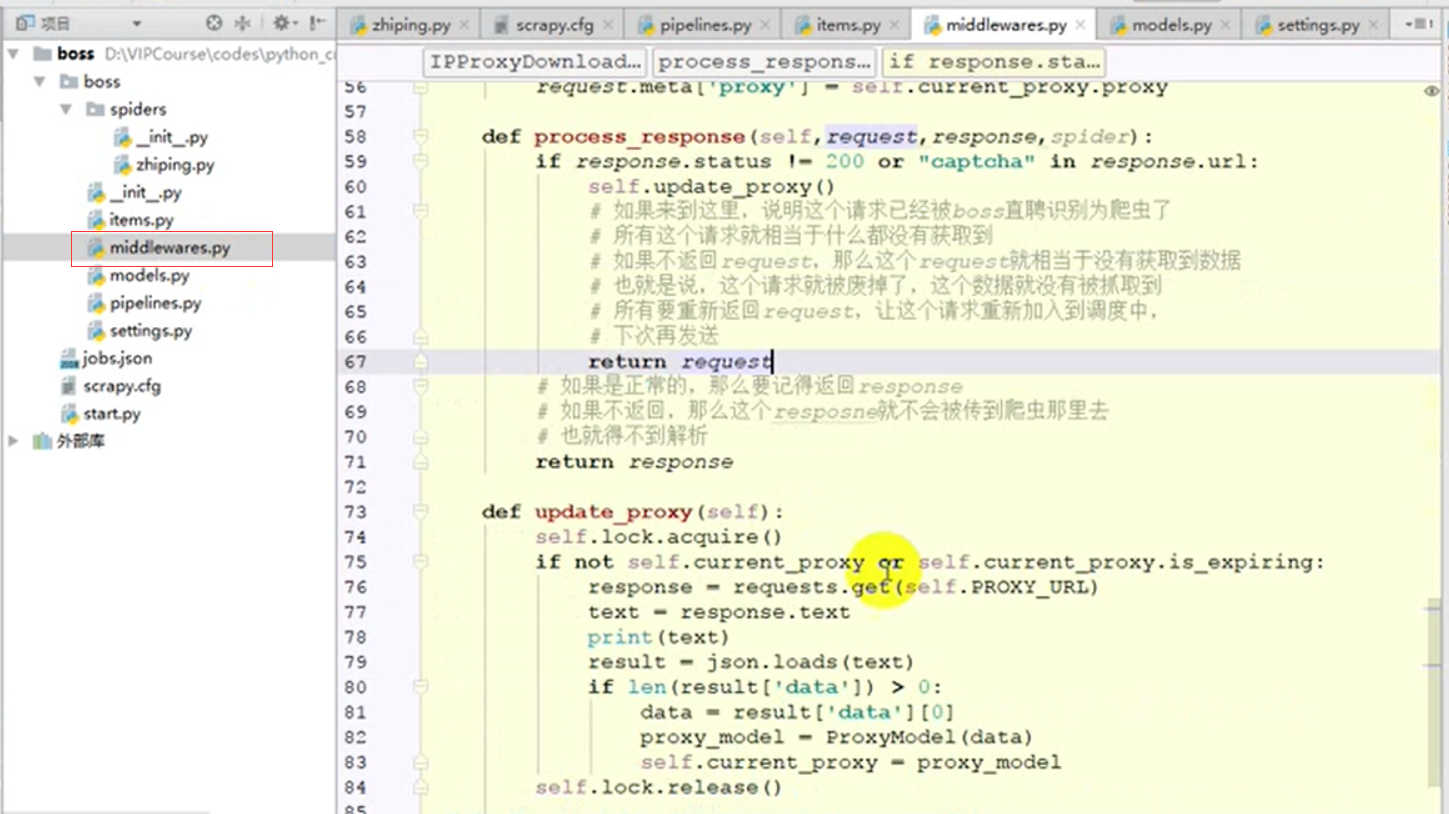 项目
zhiping.py
scrapy.cfg
pipelines.py
items.py
middlewares.py
models.py
settings.py
boss D:\VIPCourse\codes\python_c
boss
spiders
__init__.py
zhiping.py
__init__.py
items.py
middlewares.py
models.py
pipelines.py
settings.py
jobs.json
scrapy.cfg
start.py
外部库
IPProxyDownload...
process_respons...
if response.sta...
56 request.meta['proxy'] = self.current_proxy.proxy
57
58 def process_response(self,request,response,spider):
59 if response.status != 200 or "captcha" in response.url:
60 self.update_proxy()
61 # 如果来到这里，说明这个请求已经被boss直聘识别为爬虫了
62 # 所有这个请求就相当于什么都没有获取到
63 # 如果不返回request，那么这个request就相当于没有获取到数据
64 # 也就是说，这个请求就被废掉了，这个数据就没有被抓取到
65 # 所有要重新返回request，让这个请求重新加入到调度中，
66 # 下次再发送
67 return request
68 # 如果是正常的，那么要记得返回response
69 # 如果不返回，那么这个resposne就不会被传到爬虫那里去
70 # 也就得不到解析
71 return response
72
73 def update_proxy(self):
74 self.lock.acquire()
75 if not self.current_proxy or self.current_proxy.is_expiring:
76 response = requests.get(self.PROXY_URL)
77 text = response.text
78 print(text)
79 result = json.loads(text)
80 if len(result['data']) > 0:
81 data = result['data'][0]
82 proxy_model = ProxyModel(data)
83 self.current_proxy = proxy_model
84 self.lock.release()
85